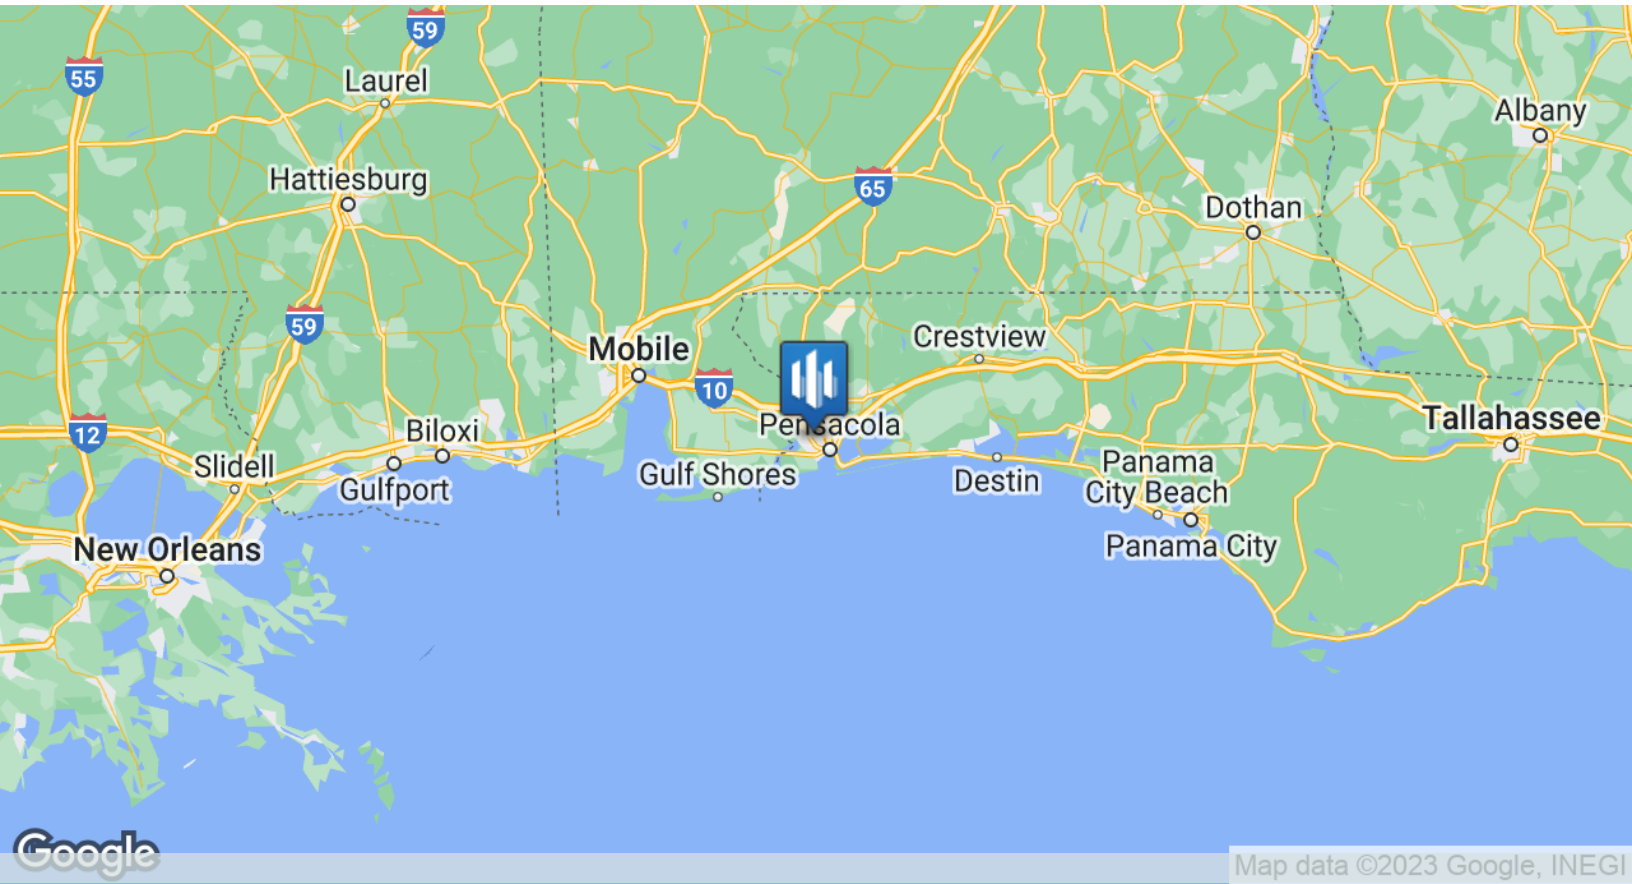 59
55
Laurel
Albany
Hattiesburg
65
Dothan
59
Crestview
Mobile
10
Pensacola
Tallahassee
12
Biloxi
Slidell
Gulf Shores
Gulfport
Destin
Panama
City Beach
New Orleans
Panama City
Google
Map data ©2023 Google, INEGI